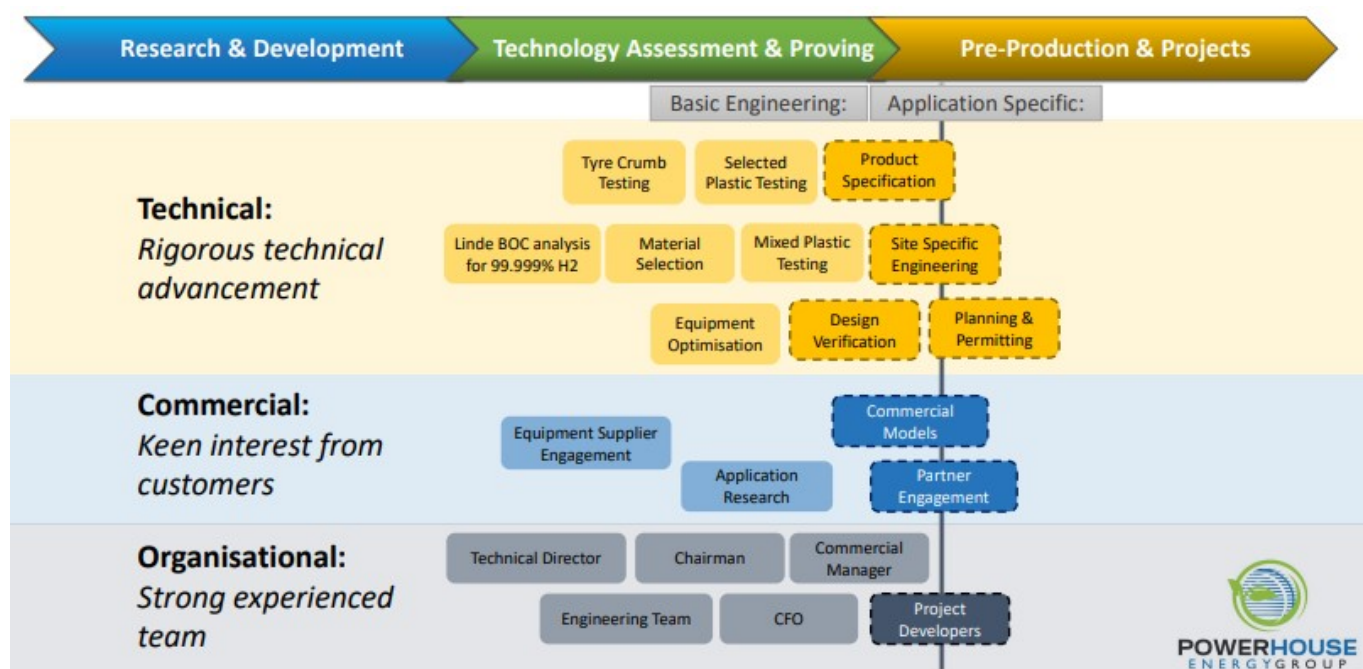 Research & Development
Technology Assessment & Proving
Pre-Production & Projects
Basic Engineering:
Application Specific:
Technical:
Rigorous technical
advancement
Tyre Crumb
Testing
Selected
Plastic Testing
Product
Specification
Linde BOC analysis
for 99.999% H2
Material
Selection
Mixed Plastic
Testing
Site Specific
Engineering
Equipment
Optimisation
Design
Verification
Planning &
Permitting
Commercial:
Keen interest from
customers
Equipment Supplier
Engagement
Application
Research
Commercial
Models
Partner
Engagement
Organisational:
Strong experienced
team
Technical Director
Chairman
Commercial
Manager
Engineering Team
CFO
Project
Developers
POWERHOUSE
ENERGYGROUP